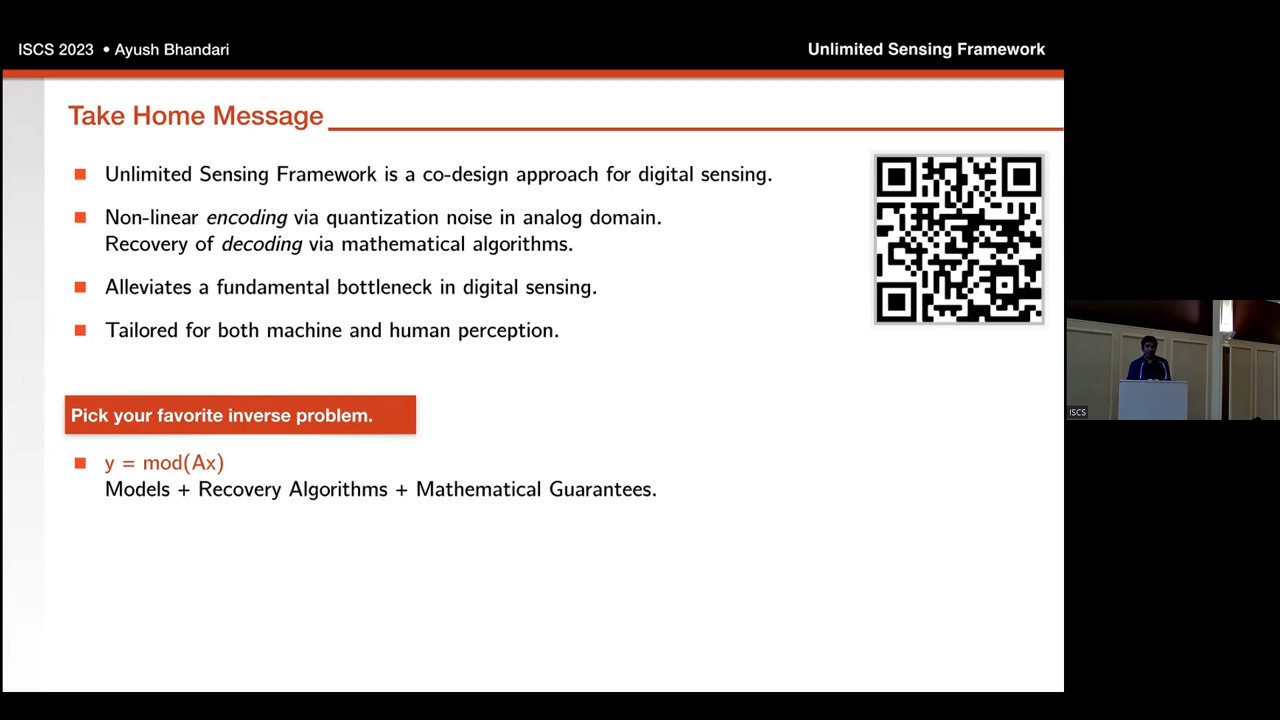 ISCS 2023 • Ayush Bhandari
Unlimited Sensing Framework
Take Home Message
Unlimited Sensing Framework is a co-design approach for digital sensing.
Non-linear encoding via quantization noise in analog domain.
Recovery of decoding via mathematical algorithms.
Alleviates a fundamental bottleneck in digital sensing.
Tailored for both machine and human perception.
Pick your favorite inverse problem.
y = mod(Ax)
Models + Recovery Algorithms + Mathematical Guarantees.
ISCS